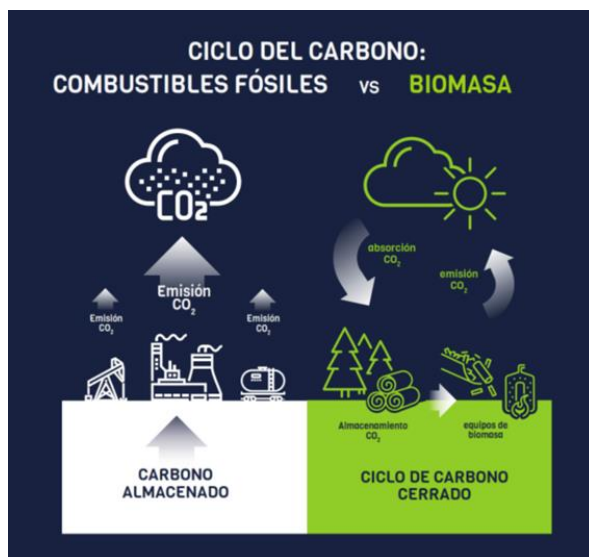 CICLO DEL CARBONO:
COMBUSTIBLES FÓSILES VS BIOMASA
CO₂
Emisión
CO₂
Emisión
CO₂
Emisión
CO₂
CARBONO
ALMACENADO
absorción
CO₂
emisión
CO₂
Almacenamiento
CO₂
equipos de
biomasa
CICLO DE CARBONO
CERRADO